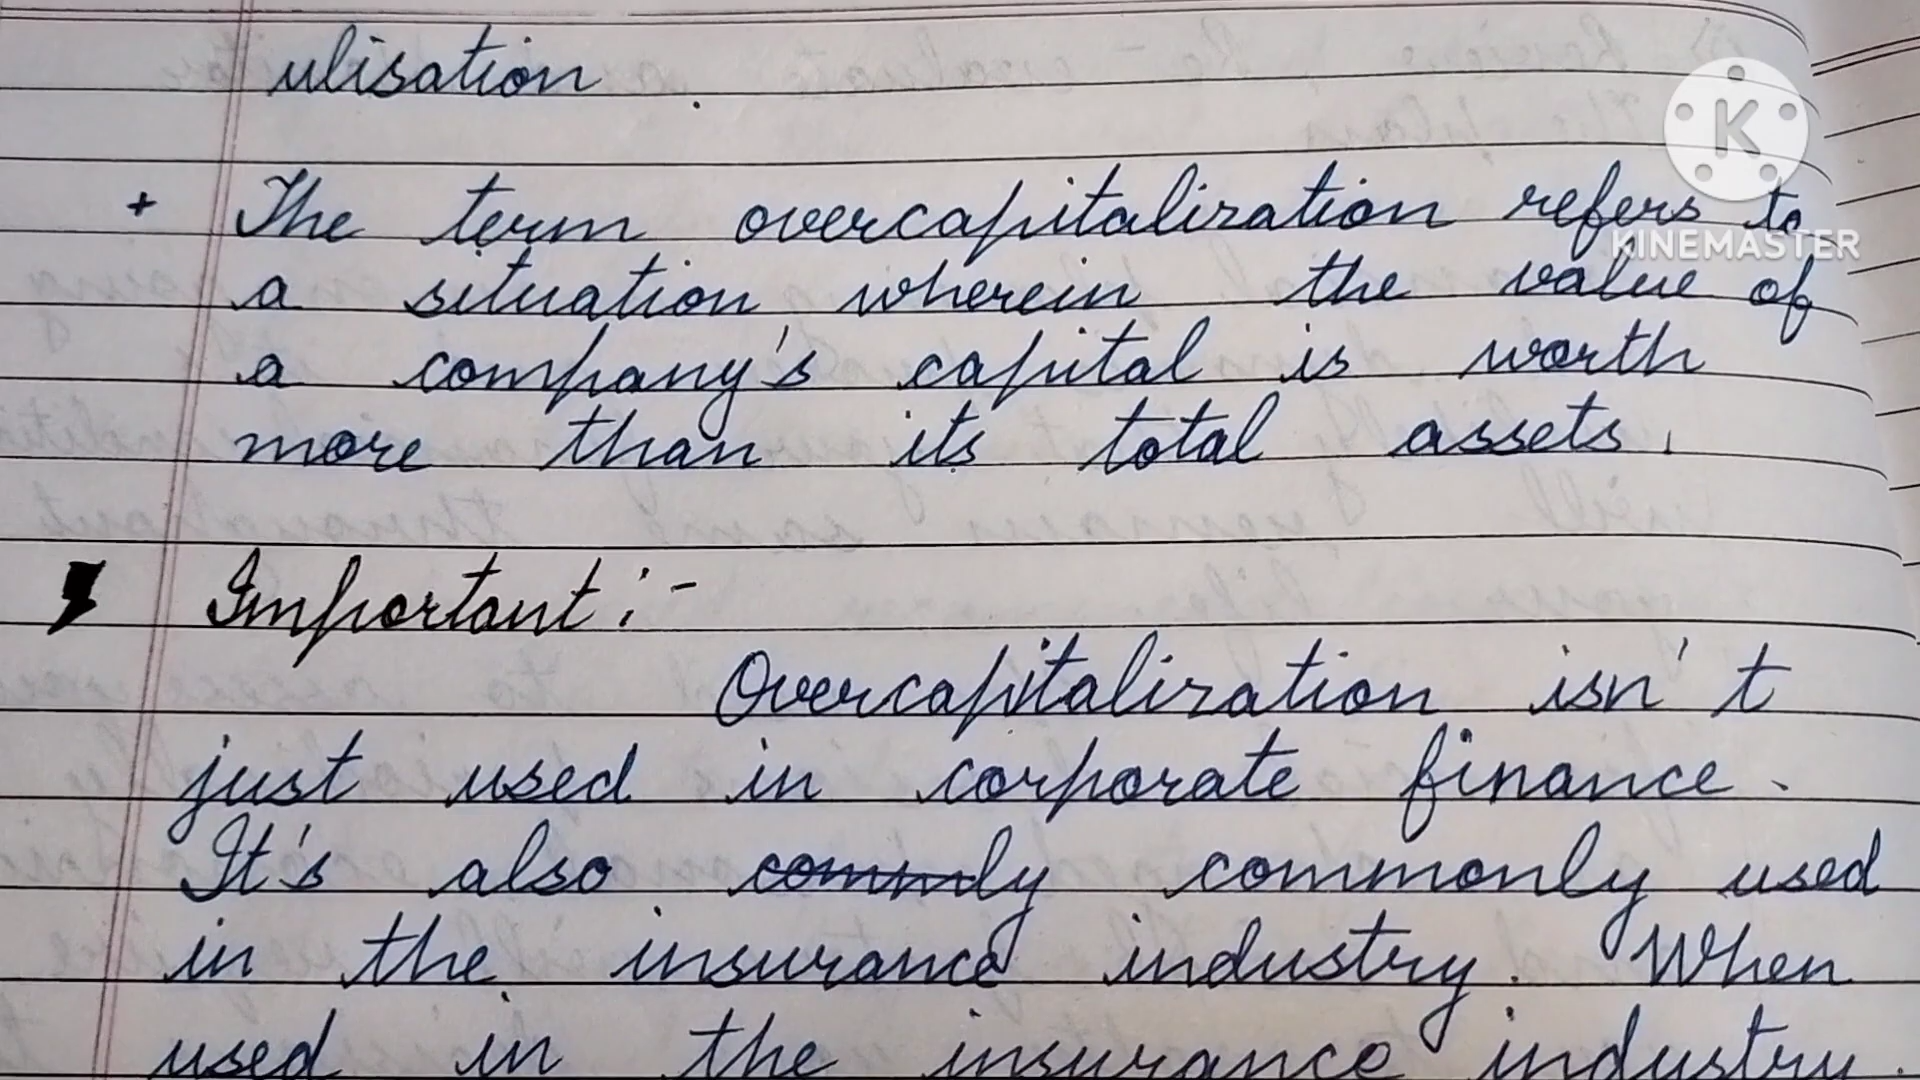 ulisation.
+ The term overcapitalization refers to
a situation wherein the value of
a company's capital is worth
more than its total assets.
Important :-
Overcapitalization isn't
just used in corporate finance.
It's also commly commonly used
in the insurance industry. When
used in the insurance industry.
K
KINEMASTER